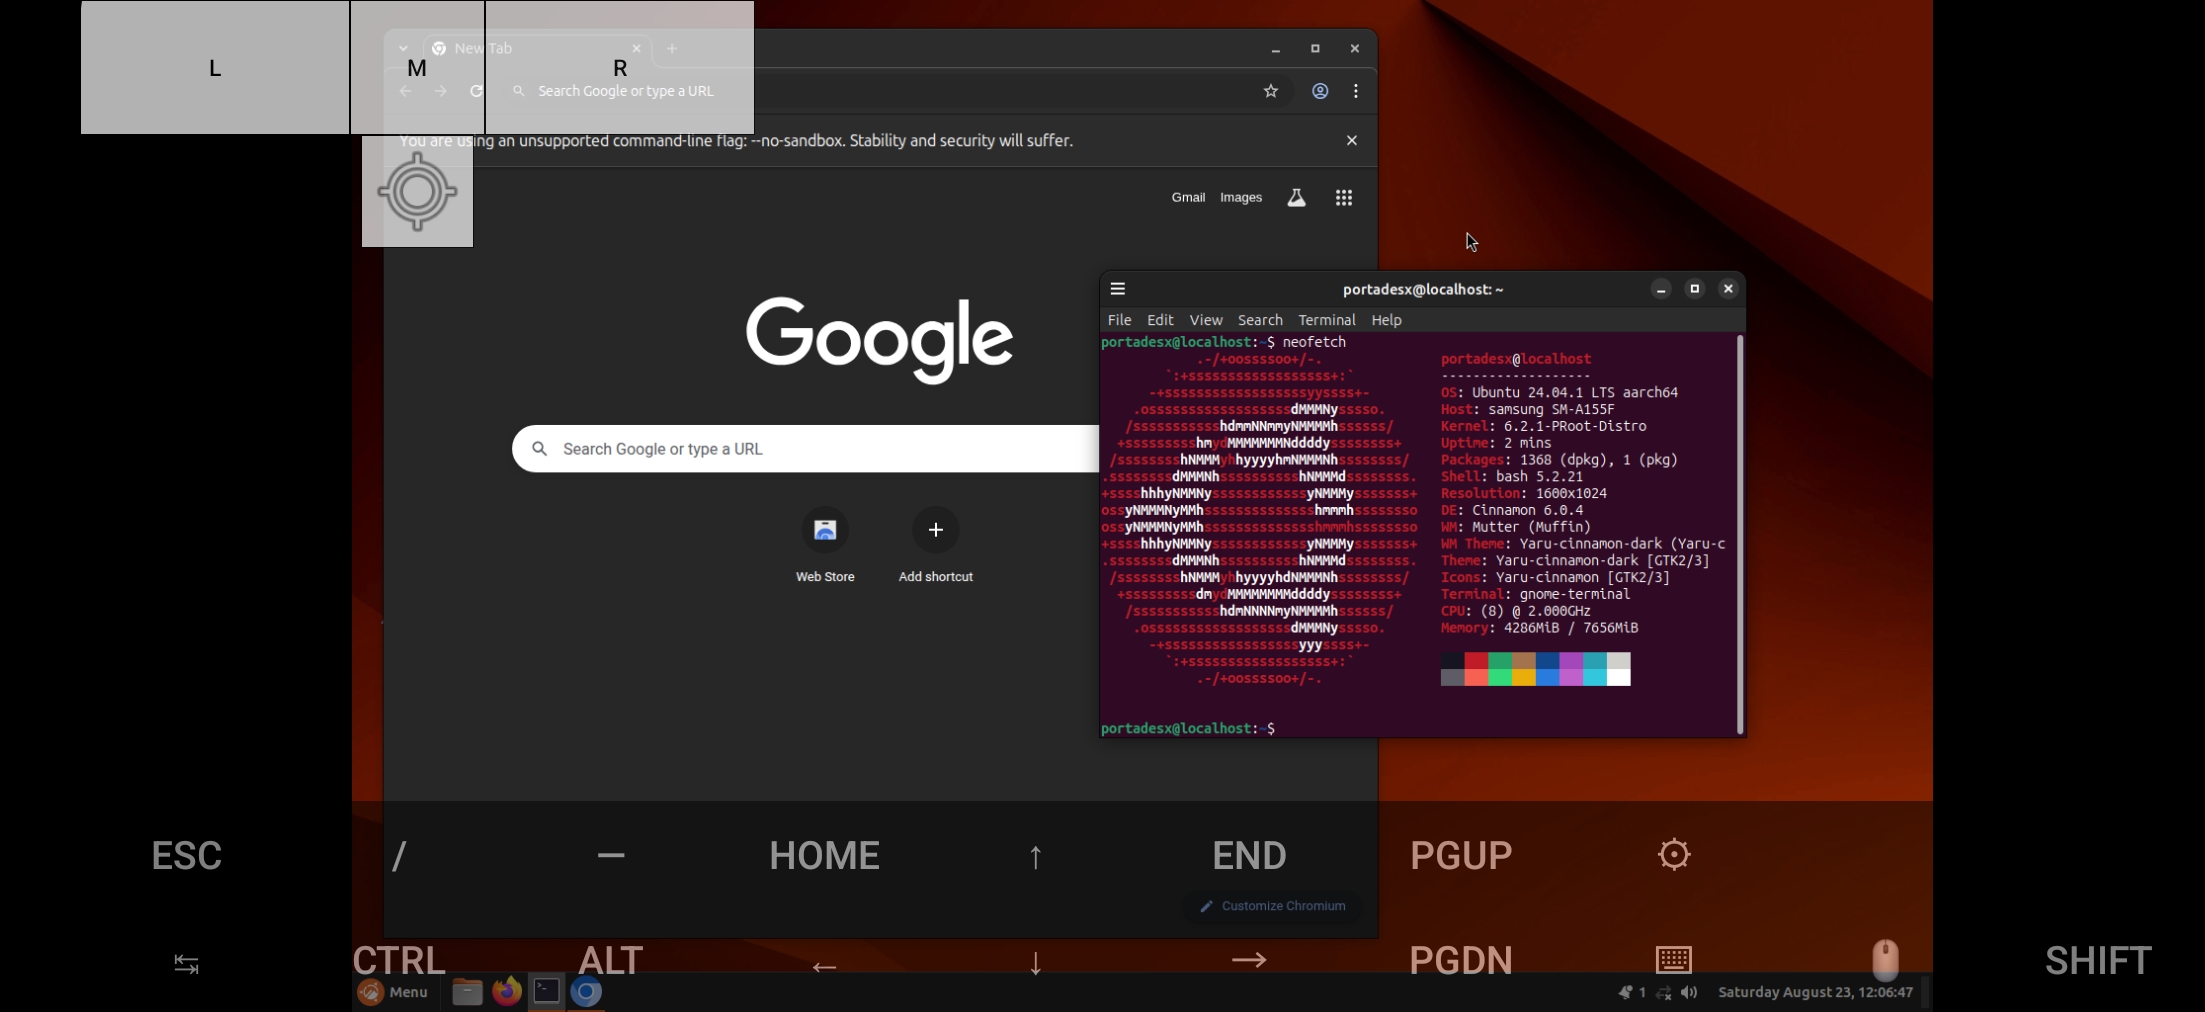 L
M
R
New Tab
Search Google or type a URL
You are using an unsupported command-line flag: --no-sandbox. Stability and security will suffer.
Gmail Images
Google
Search Google or type a URL
Web Store
Add shortcut
portadesx@localhost: ~
File Edit View Search Terminal Help
portadesx@localhost:~$ neofetch
portadesx@localhost
-------------------
OS: Ubuntu 24.04.1 LTS aarch64
Host: samsung SM-A155F
Kernel: 6.2.1-PRoot-Distro
Uptime: 2 mins
Packages: 1368 (dpkg), 1 (pkg)
Shell: bash 5.2.21
Resolution: 1600x1024
DE: Cinnamon 6.0.4
WM: Mutter (Muffin)
WM Theme: Yaru-cinnamon-dark (Yaru-c
Theme: Yaru-cinnamon-dark [GTK2/3]
Icons: Yaru-cinnamon [GTK2/3]
Terminal: gnome-terminal
CPU: (8) @ 2.000GHz
Memory: 4286MiB / 7656MiB
portadesx@localhost:~$
ESC / — HOME ↑ END PGUP
Customize Chromium
CTRL ALT ← ↓ → PGDN SHIFT
Menu
1
Saturday August 23, 12:06:47